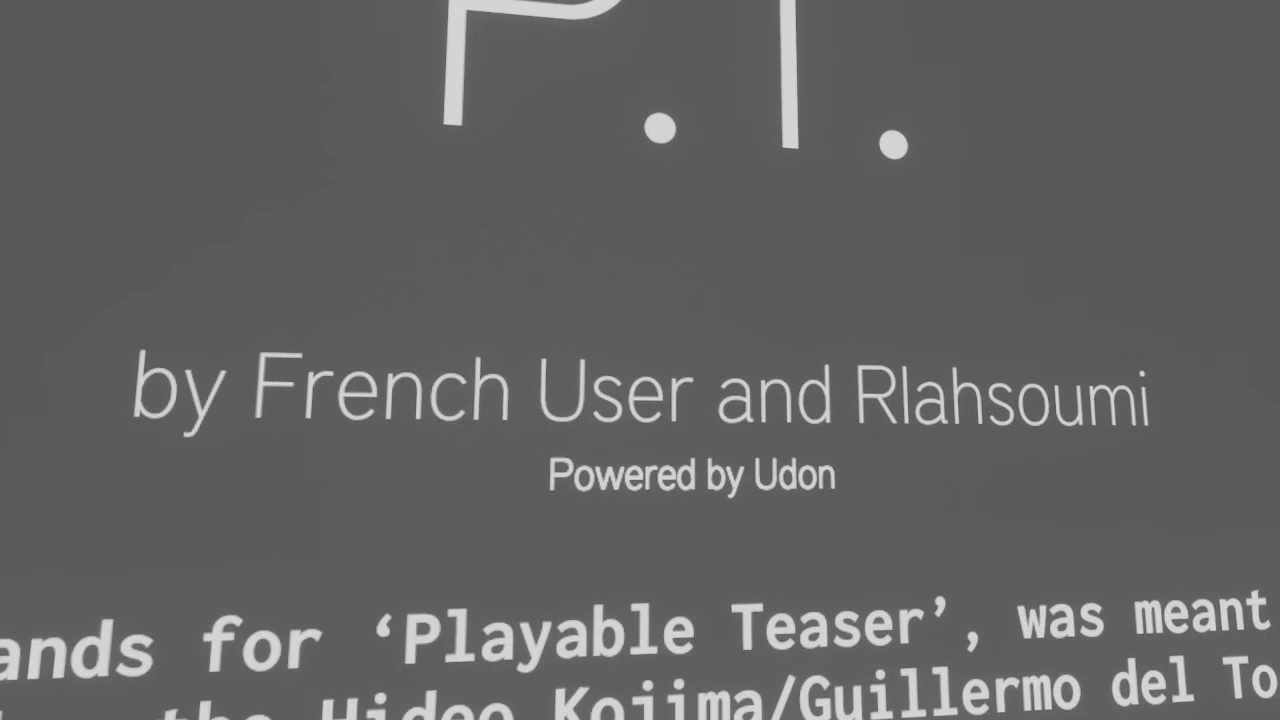 P.T.
by French User and Rlahsoumi
Powered by Udon
ands for ‘Playable Teaser’, was meant
the Hideo Kojima/Guillermo del To